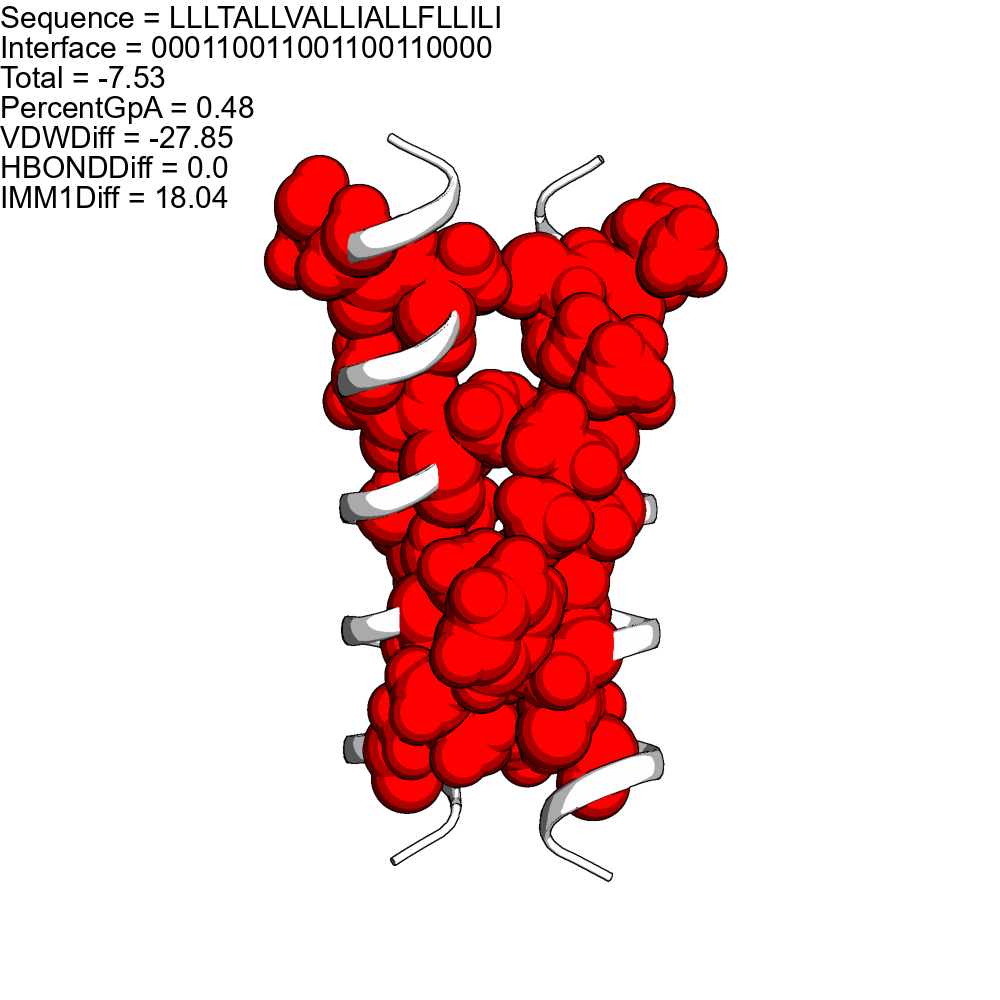 Sequence = LLLTALLVALLIALLFLLILI
Interface = 000110011001100110000
Total = -7.53
PercentGpA = 0.48
VDWDiff = -27.85
HBONDDiff = 0.0
IMM1Diff = 18.04